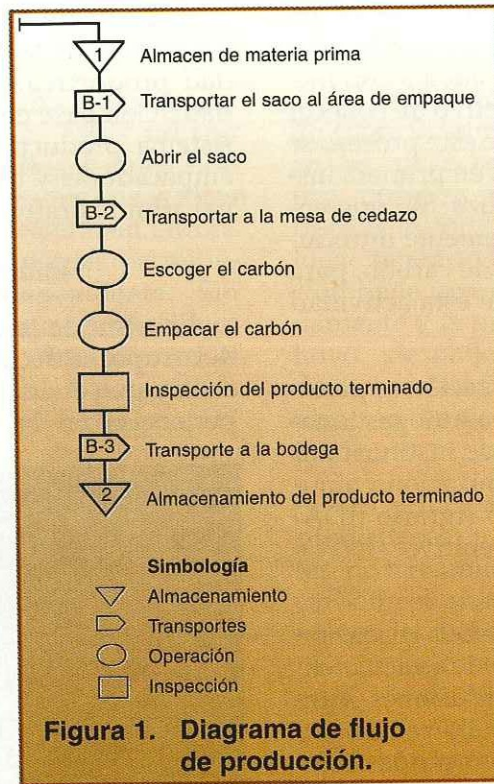 1 Almacen de materia prima
B-1 Transportar el saco al área de empaque
Abrir el saco
B-2 Transportar a la mesa de cedazo
Escoger el carbón
Empacar el carbón
Inspección del producto terminado
B-3 Transporte a la bodega
2 Almacenamiento del producto terminado
Simbología
Almacenamiento
Transportes
Operación
Inspección
Figura 1. Diagrama de flujo
de producción.